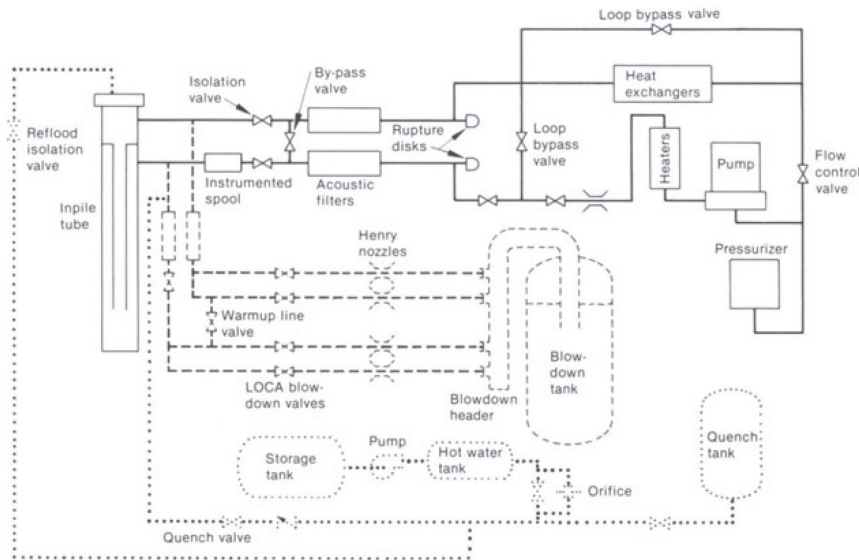 Loop bypass valve
Isolation
valve
By-pass
valve
Heat
exchangers
Reflood
isolation
valve
Rupture
disks
Loop
bypass
valve
Heaters
Pump
Flow
control
valve
Instrumented
spool
Acoustic
filters
Inpile
tube
Pressurizer
Henry
nozzles
Warmup line
valve
LOCA blow-
down valves
Blowdown
header
Blow-
down
tank
Quench
tank
Storage
tank
Pump
Hot water
tank
Orifice
Quench valve